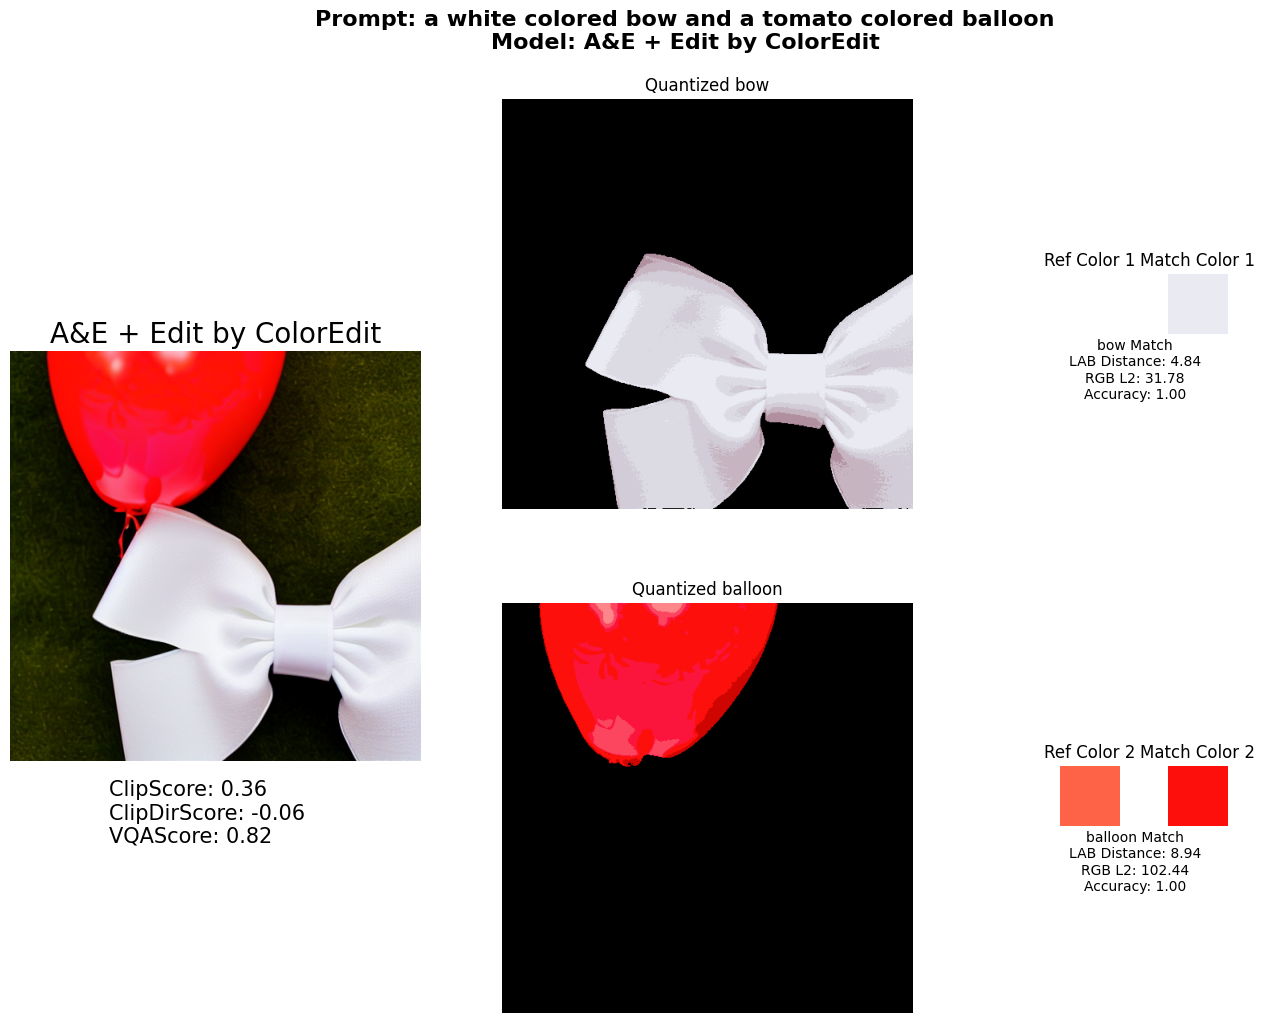 Prompt: a white colored bow and a tomato colored balloon
Model: A&E + Edit by ColorEdit
Quantized bow
Ref Color 1 Match Color 1
bow Match
LAB Distance: 4.84
RGB L2: 31.78
Accuracy: 1.00
A&E + Edit by ColorEdit
Quantized balloon
Ref Color 2 Match Color 2
balloon Match
LAB Distance: 8.94
RGB L2: 102.44
Accuracy: 1.00
ClipScore: 0.36
ClipDirScore: -0.06
VQAScore: 0.82